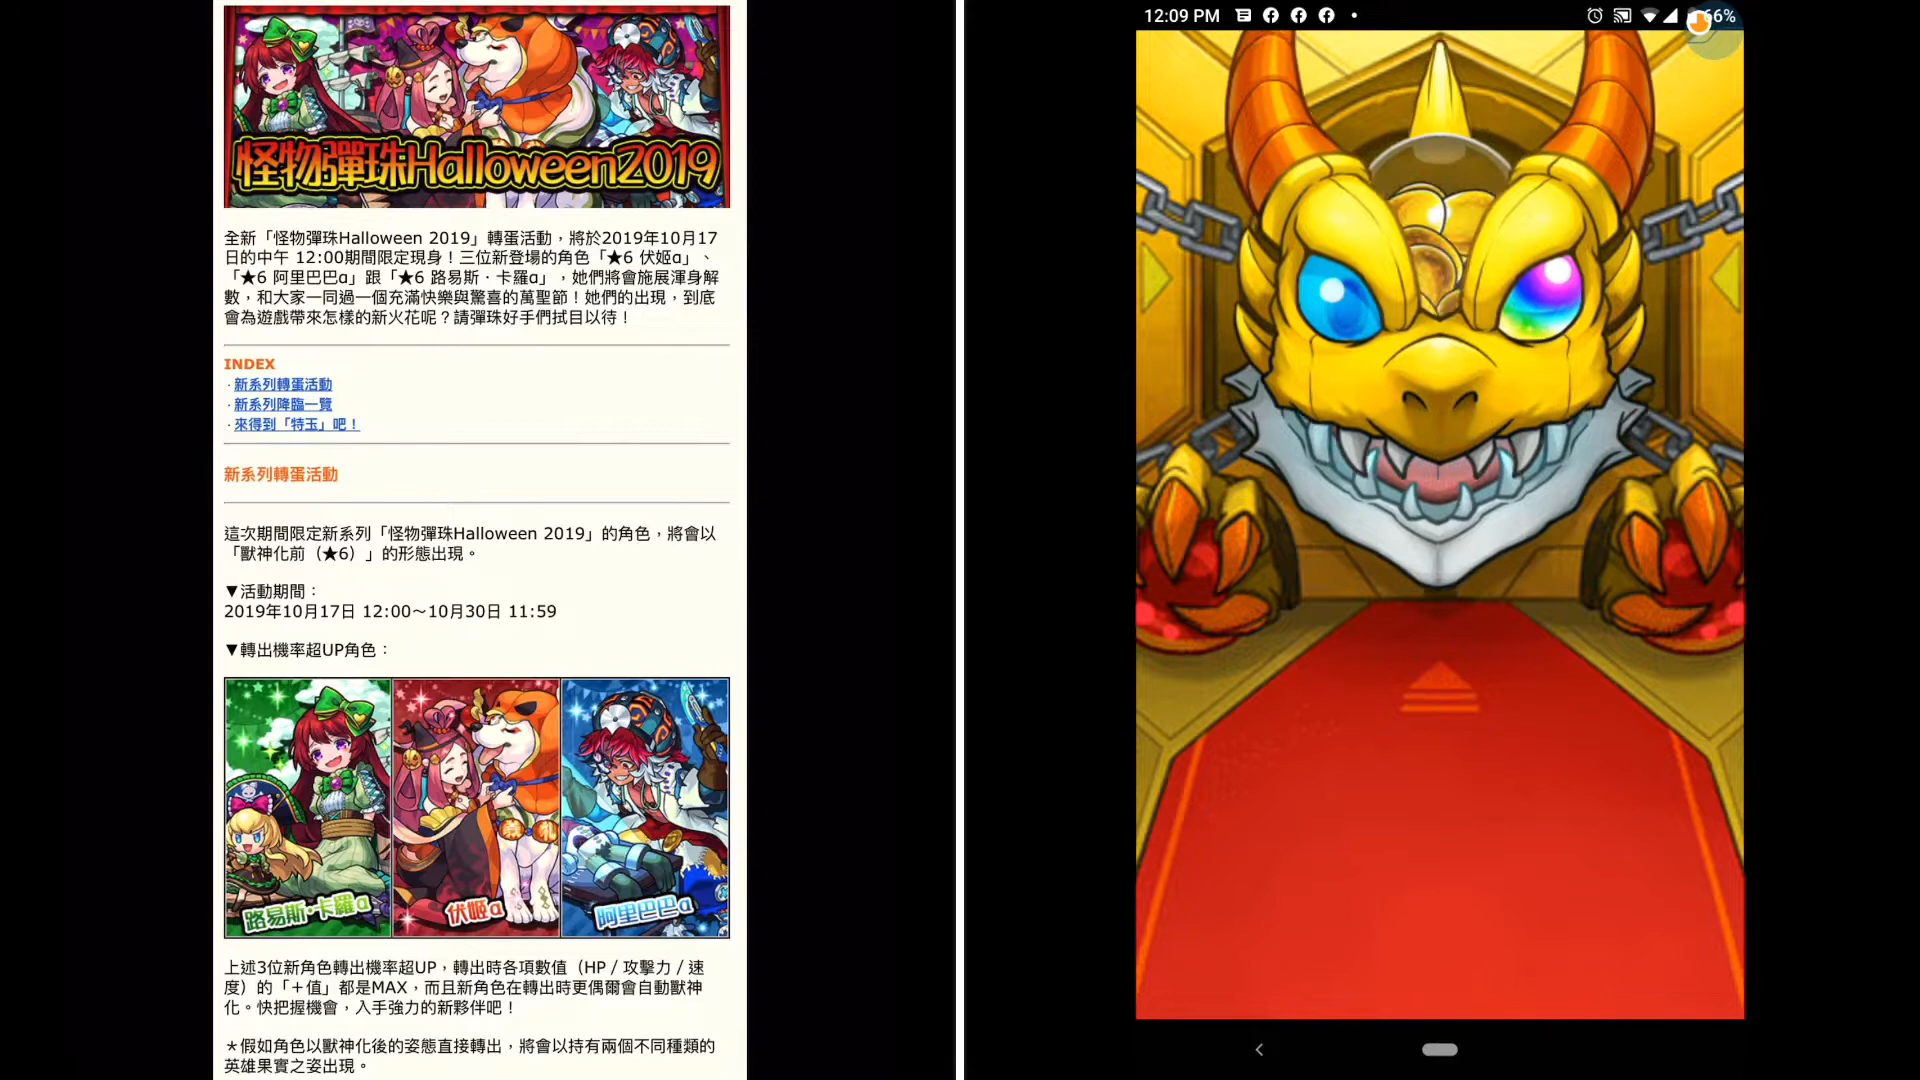 怪物彈珠Halloween2019
全新「怪物彈珠Halloween 2019」轉蛋活動，將於2019年10月17
日的中午 12:00期間限定現身！三位新登場的角色「★6 伏姬α」、
「★6 阿里巴巴α」跟「★6 路易斯．卡羅α」，她們將會施展渾身解
數，和大家一同過一個充滿快樂與驚喜的萬聖節！她們的出現，到底
會為遊戲帶來怎樣的新火花呢？請彈珠好手們拭目以待！
INDEX
· 新系列轉蛋活動
· 新系列降臨一覽
· 來得到「特玉」吧！
新系列轉蛋活動
這次期間限定新系列「怪物彈珠Halloween 2019」的角色，將會以
「獸神化前（★6）」的形態出現。
▼活動期間：
2019年10月17日 12:00～10月30日 11:59
▼轉出機率超UP角色：
路易斯·卡羅α
伏姬α
阿里巴巴α
上述3位新角色轉出機率超UP，轉出時各項數值（HP／攻擊力／速
度）的「＋值」都是MAX，而且新角色在轉出時更偶爾會自動獸神
化。快把握機會，入手強力的新夥伴吧！
＊假如角色以獸神化後的姿態直接轉出，將會以持有兩個不同種類的
英雄果實之姿出現。
12:09 PM
66%